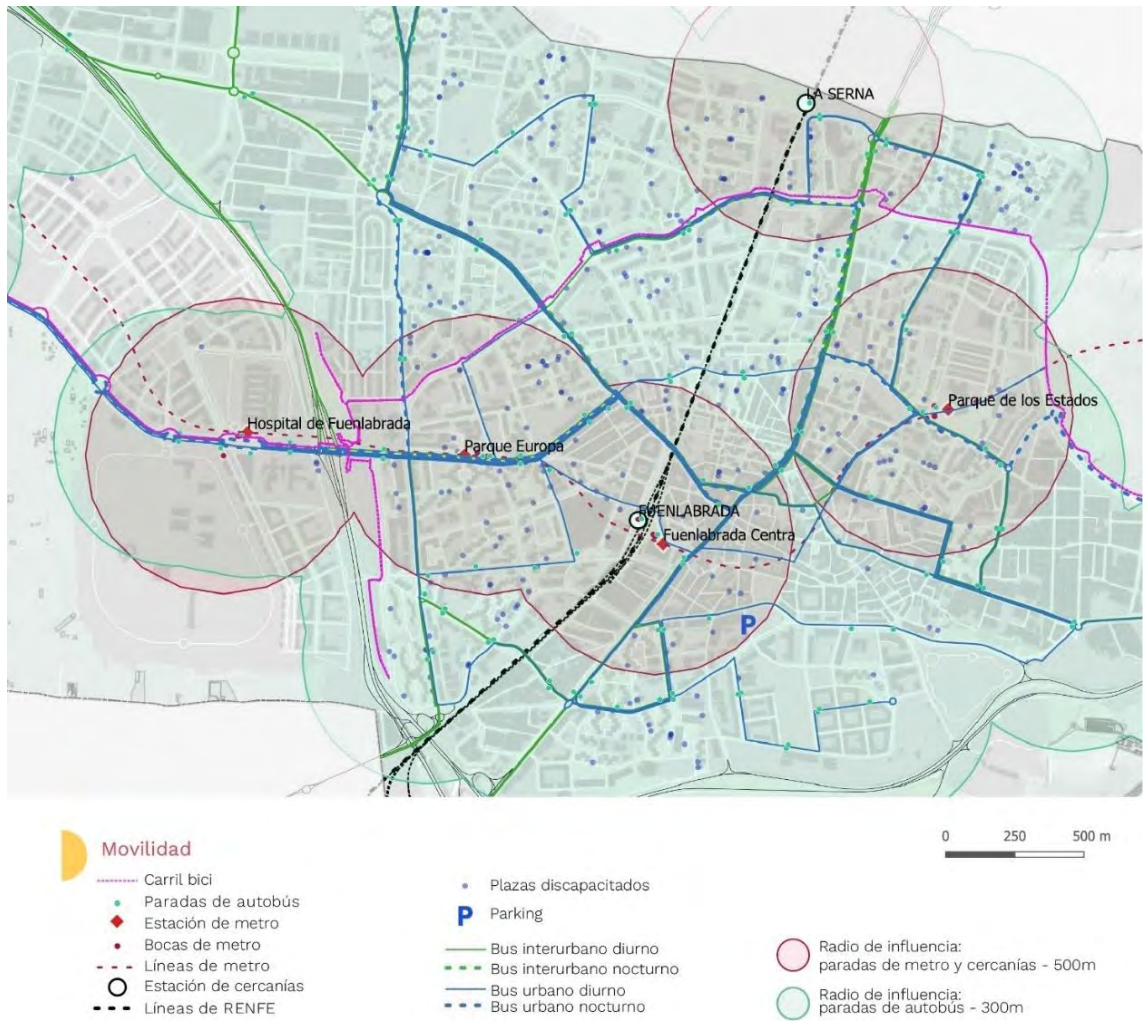 LA SERNA
Hospital de Fuenlabrada
Parque Europa
Parque de los Estados
FUENLABRADA
Fuenlabrada Centra
P
0 250 500 m
Movilidad
Carril bici
Paradas de autobús
Estación de metro
Bocas de metro
Líneas de metro
Estación de cercanías
Líneas de RENFE
Plazas discapacitados
P Parking
Bus interurbano diurno
Bus interurbano nocturno
Bus urbano diurno
Bus urbano nocturno
Radio de influencia:
paradas de metro y cercanías - 500m
Radio de influencia:
paradas de autobús - 300m